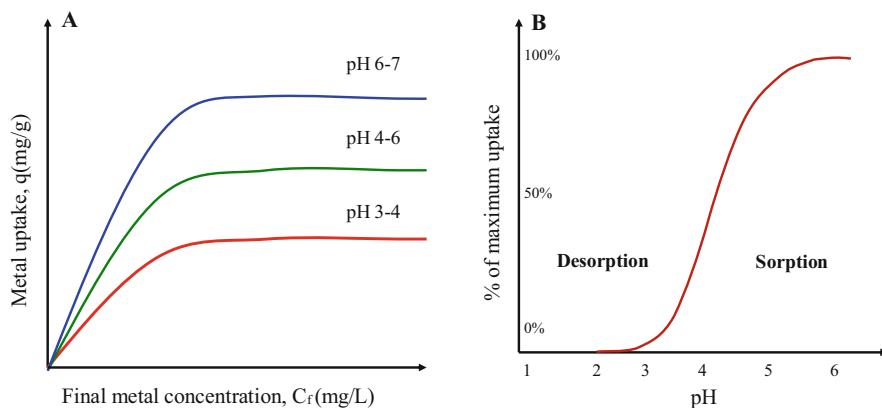 A
Metal uptake, q(mg/g)
pH 6-7
pH 4-6
pH 3-4
Final metal concentration, Cf (mg/L)
B
% of maximum uptake
100%
50%
0%
Desorption
Sorption
1 2 3 4 5 6
pH